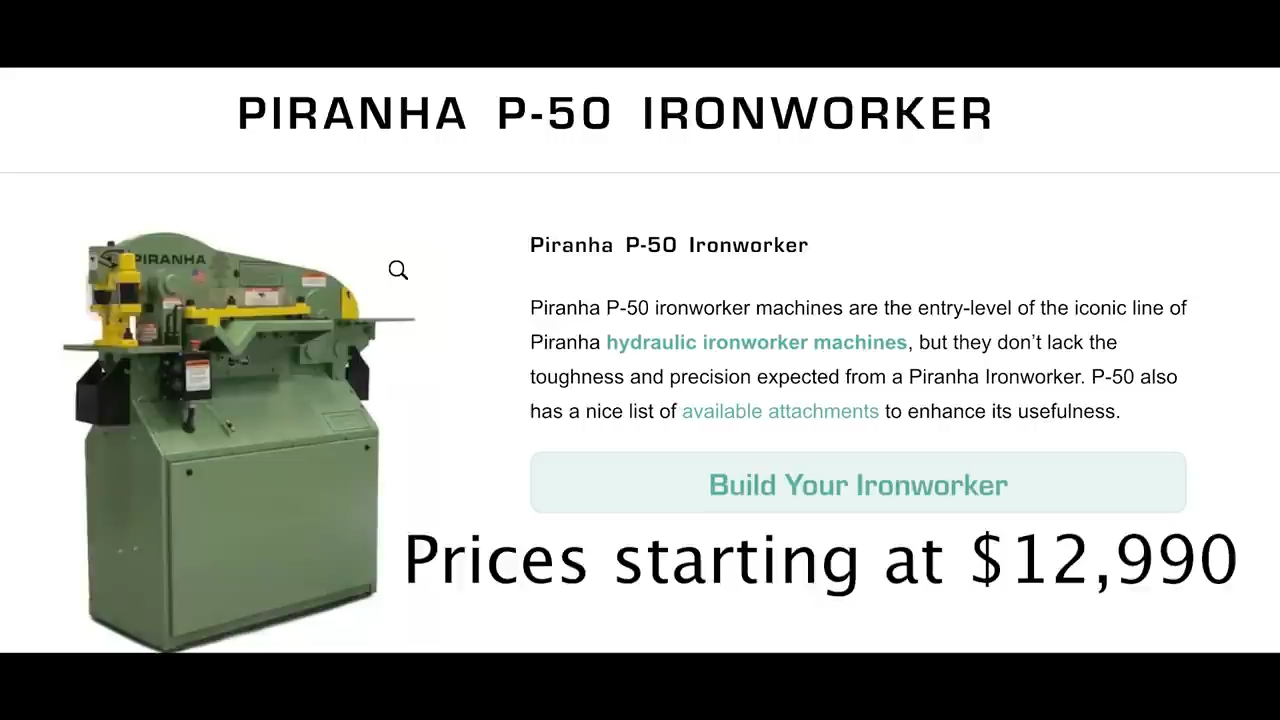 PIRANHA P-50 IRONWORKER
PIRANHA
Piranha P-50 Ironworker
Piranha P-50 ironworker machines are the entry-level of the iconic line of
Piranha hydraulic ironworker machines, but they don’t lack the
toughness and precision expected from a Piranha Ironworker. P-50 also
has a nice list of available attachments to enhance its usefulness.
Build Your Ironworker
Prices starting at $12,990